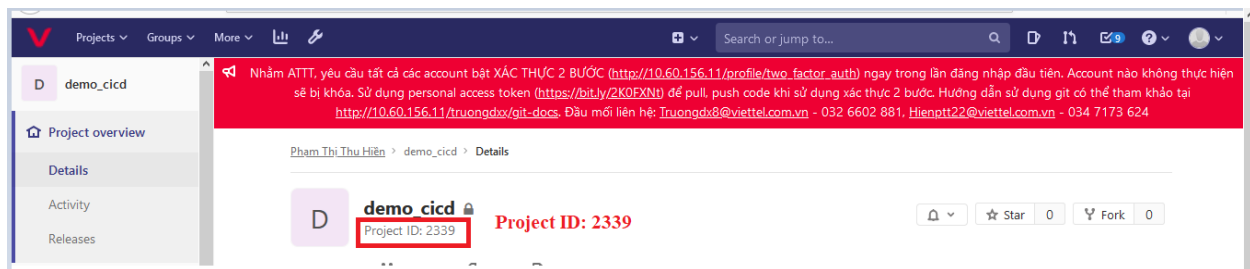 Projects Groups More Search or jump to... 9
D demo_cicd
Nhằm ATTT, yêu cầu tất cả các account bật XÁC THỰC 2 BƯỚC (http://10.60.156.11/profile/two_factor_auth) ngay trong lần đăng nhập đầu tiên. Account nào không thực hiện
sẽ bị khóa. Sử dụng personal access token (https://bit.ly/2K0FXNt) để pull, push code khi sử dụng xác thực 2 bước. Hướng dẫn sử dụng git có thể tham khảo tại
http://10.60.156.11/truongdxx/git-docs. Đầu mối liên hệ: Truongdx8@viettel.com.vn - 032 6602 881, Hienptt22@viettel.com.vn - 034 7173 624
Project overview
Details
Activity
Releases
Phạm Thị Thu Hiền > demo_cicd > Details
D
demo_cicd
Project ID: 2339
Project ID: 2339
Star 0 Fork 0